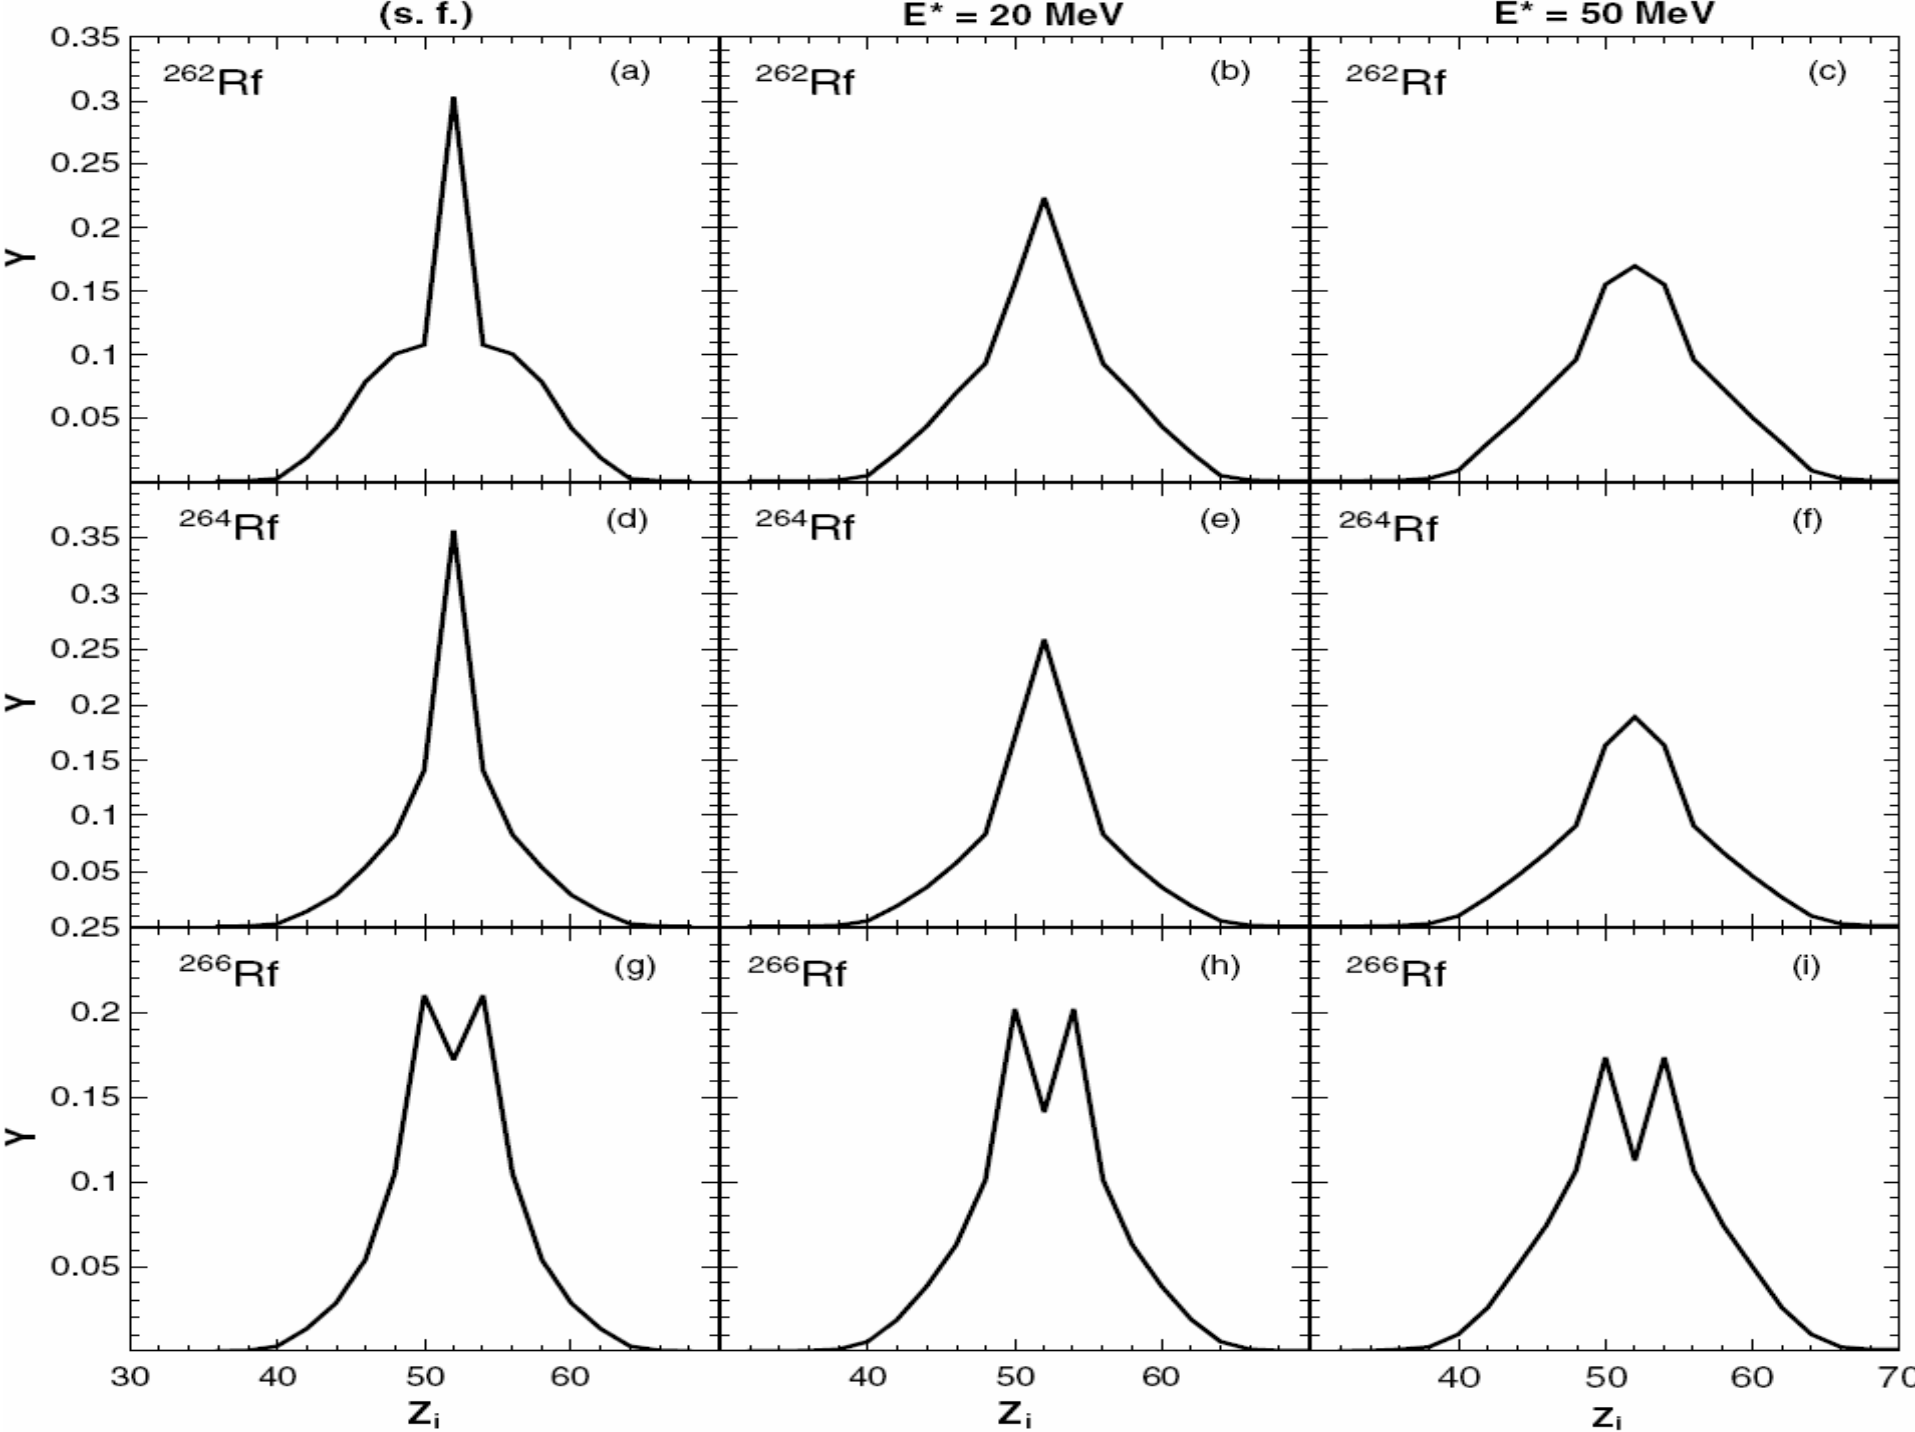 (s. f.) E* = 20 MeV E* = 50 MeV
0.35
²⁶²Rf (a) ²⁶²Rf (b) ²⁶²Rf (c)
0.3
0.25
0.2
Y
0.15
0.1
0.05
²⁶⁴Rf (d) ²⁶⁴Rf (e) ²⁶⁴Rf (f)
0.35
0.3
0.25
0.2
Y
0.15
0.1
0.05
0.25
²⁶⁶Rf (g) ²⁶⁶Rf (h) ²⁶⁶Rf (i)
0.2
0.15
Y
0.1
0.05
30 40 50 60 40 50 60 40 50 60 70
Zᵢ Zᵢ Zᵢ